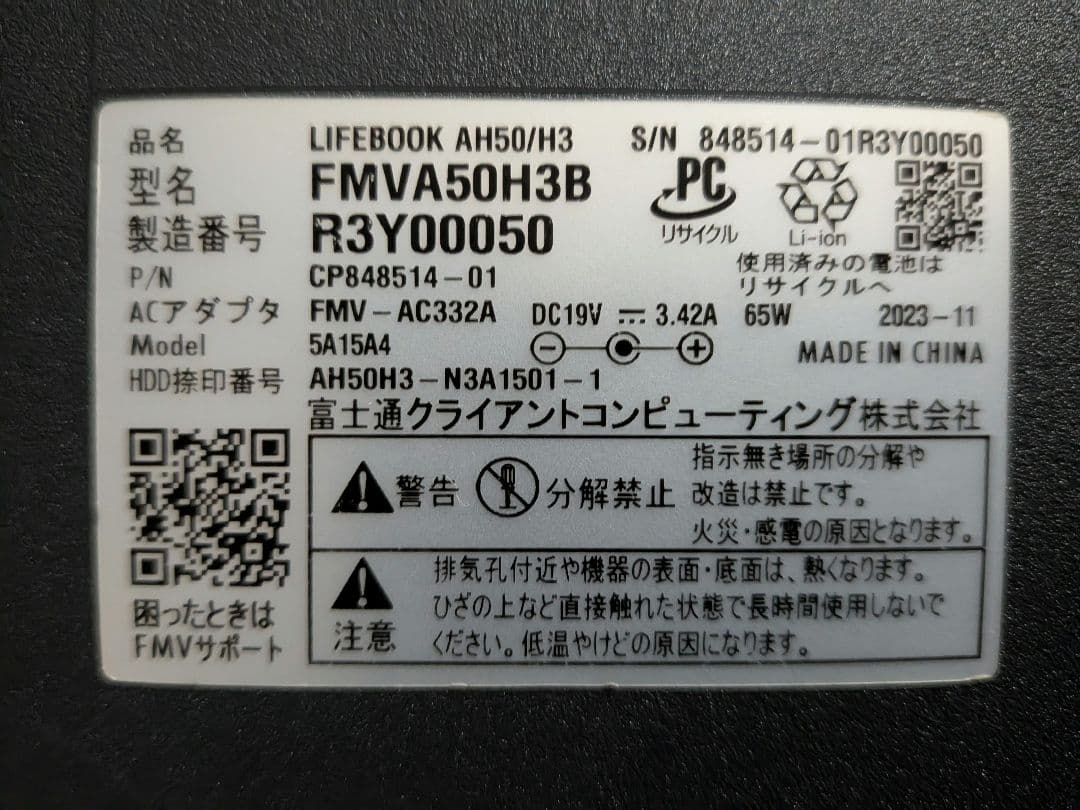 品名 LIFEBOOK AH50/H3 S/N 848514-01R3Y00050
型名 FMVA50H3B
製造番号 R3Y00050
PC
リサイクル
Li-ion
使用済みの電池は
リサイクルへ
P/N CP848514-01
ACアダプタ FMV-AC332A DC19V ⎓ 3.42A 65W 2023-11
Model 5A15A4 MADE IN CHINA
HDD捺印番号 AH50H3-N3A1501-1
富士通クライアントコンピューティング株式会社
警告 分解禁止
指示無き場所の分解や
改造は禁止です。
火災・感電の原因となります。
注意
排気孔付近や機器の表面・底面は、熱くなります。
ひざの上など直接触れた状態で長時間使用しないで
ください。低温やけどの原因になります。
困ったときは
FMVサポート